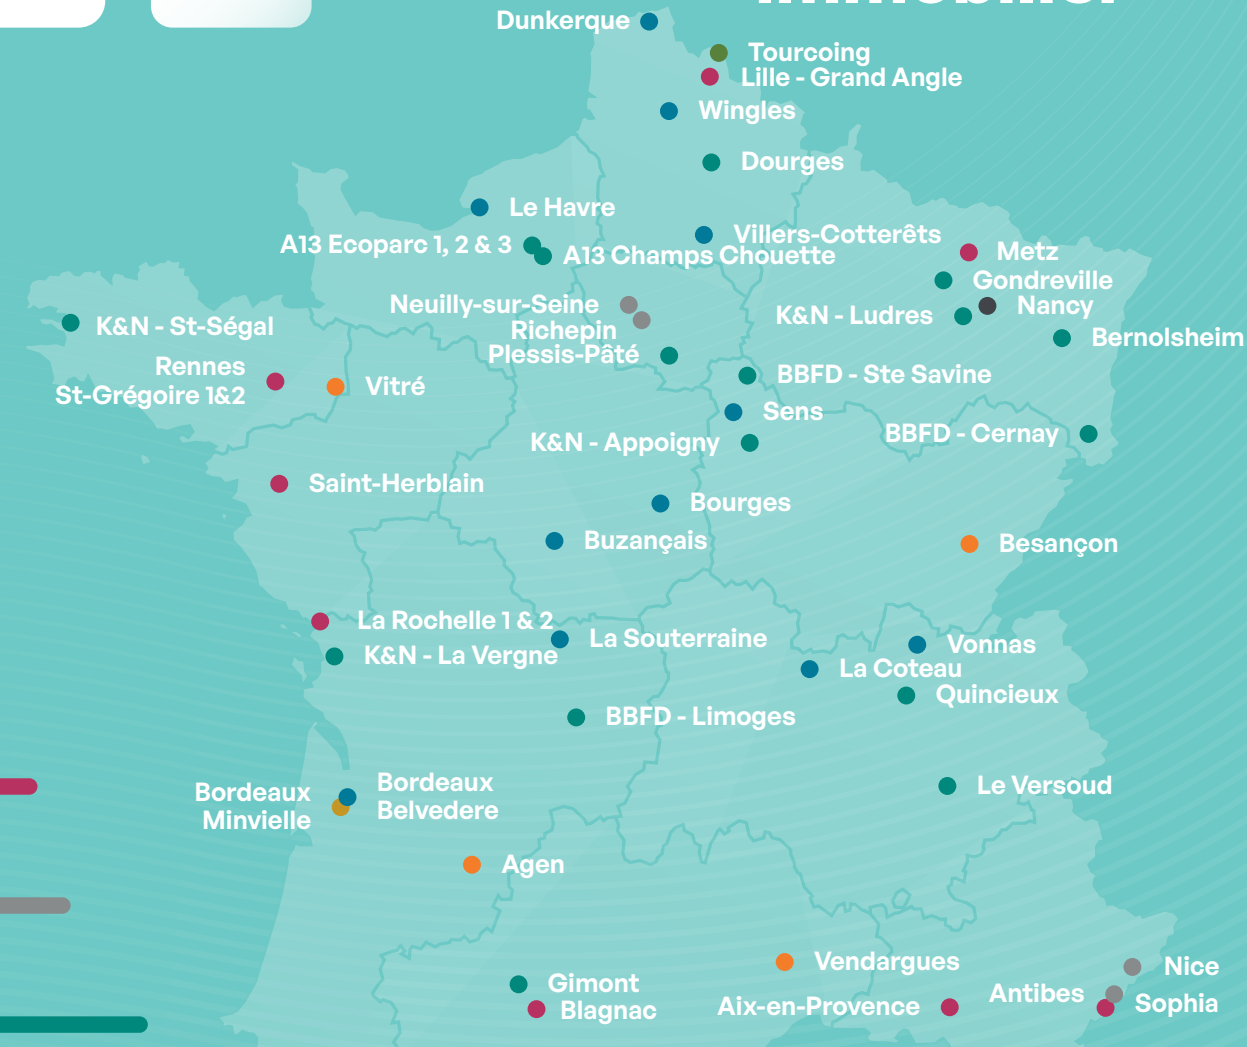 Immobilier
Dunkerque
Tourcoing
Lille - Grand Angle
Wingles
Dourges
Le Havre
Villers-Cotterêts
A13 Ecoparc 1, 2 & 3
A13 Champs Chouette
Metz
Gondreville
Neuilly-sur-Seine
Nancy
K&N - Ludres
Richepin
K&N - St-Ségal
Bernolsheim
Plessis-Pâté
Rennes
St-Grégoire 1&2
Vitré
BBFD - Ste Savine
Sens
BBFD - Cernay
K&N - Appoigny
Saint-Herblain
Bourges
Buzançais
Besançon
La Rochelle 1 & 2
La Souterraine
Vonnas
K&N - La Vergne
La Coteau
Quincieux
BBFD - Limoges
Bordeaux
Belvedere
Bordeaux
Minvielle
Le Versoud
Agen
Vendargues
Nice
Gimont
Antibes
Sophia
Blagnac
Aix-en-Provence